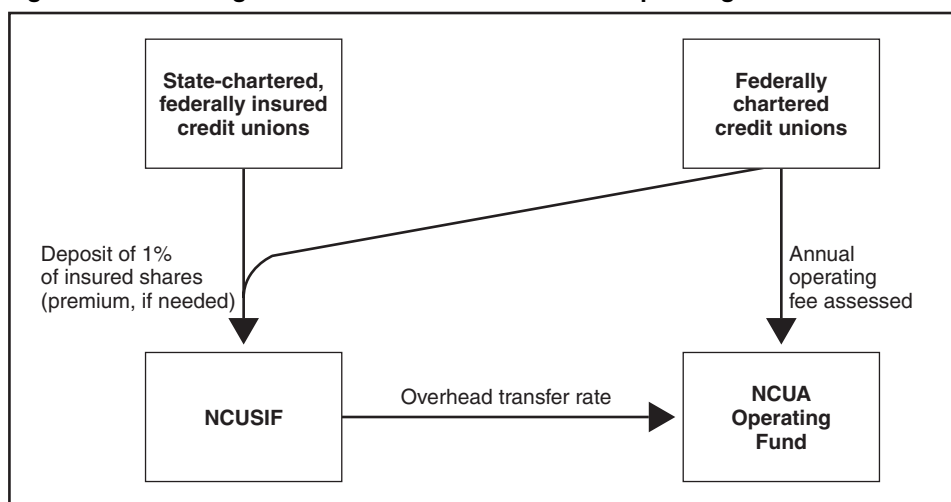 State-chartered,
federally insured
credit unions
Federally
chartered
credit unions
Deposit of 1%
of insured shares
(premium, if needed)
Annual
operating
fee assessed
NCUSIF
Overhead transfer rate
NCUA
Operating
Fund